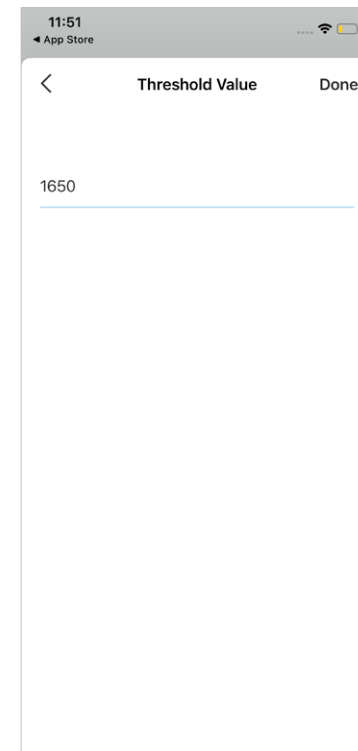 11:51
◀ App Store
Threshold Value
Done
1650